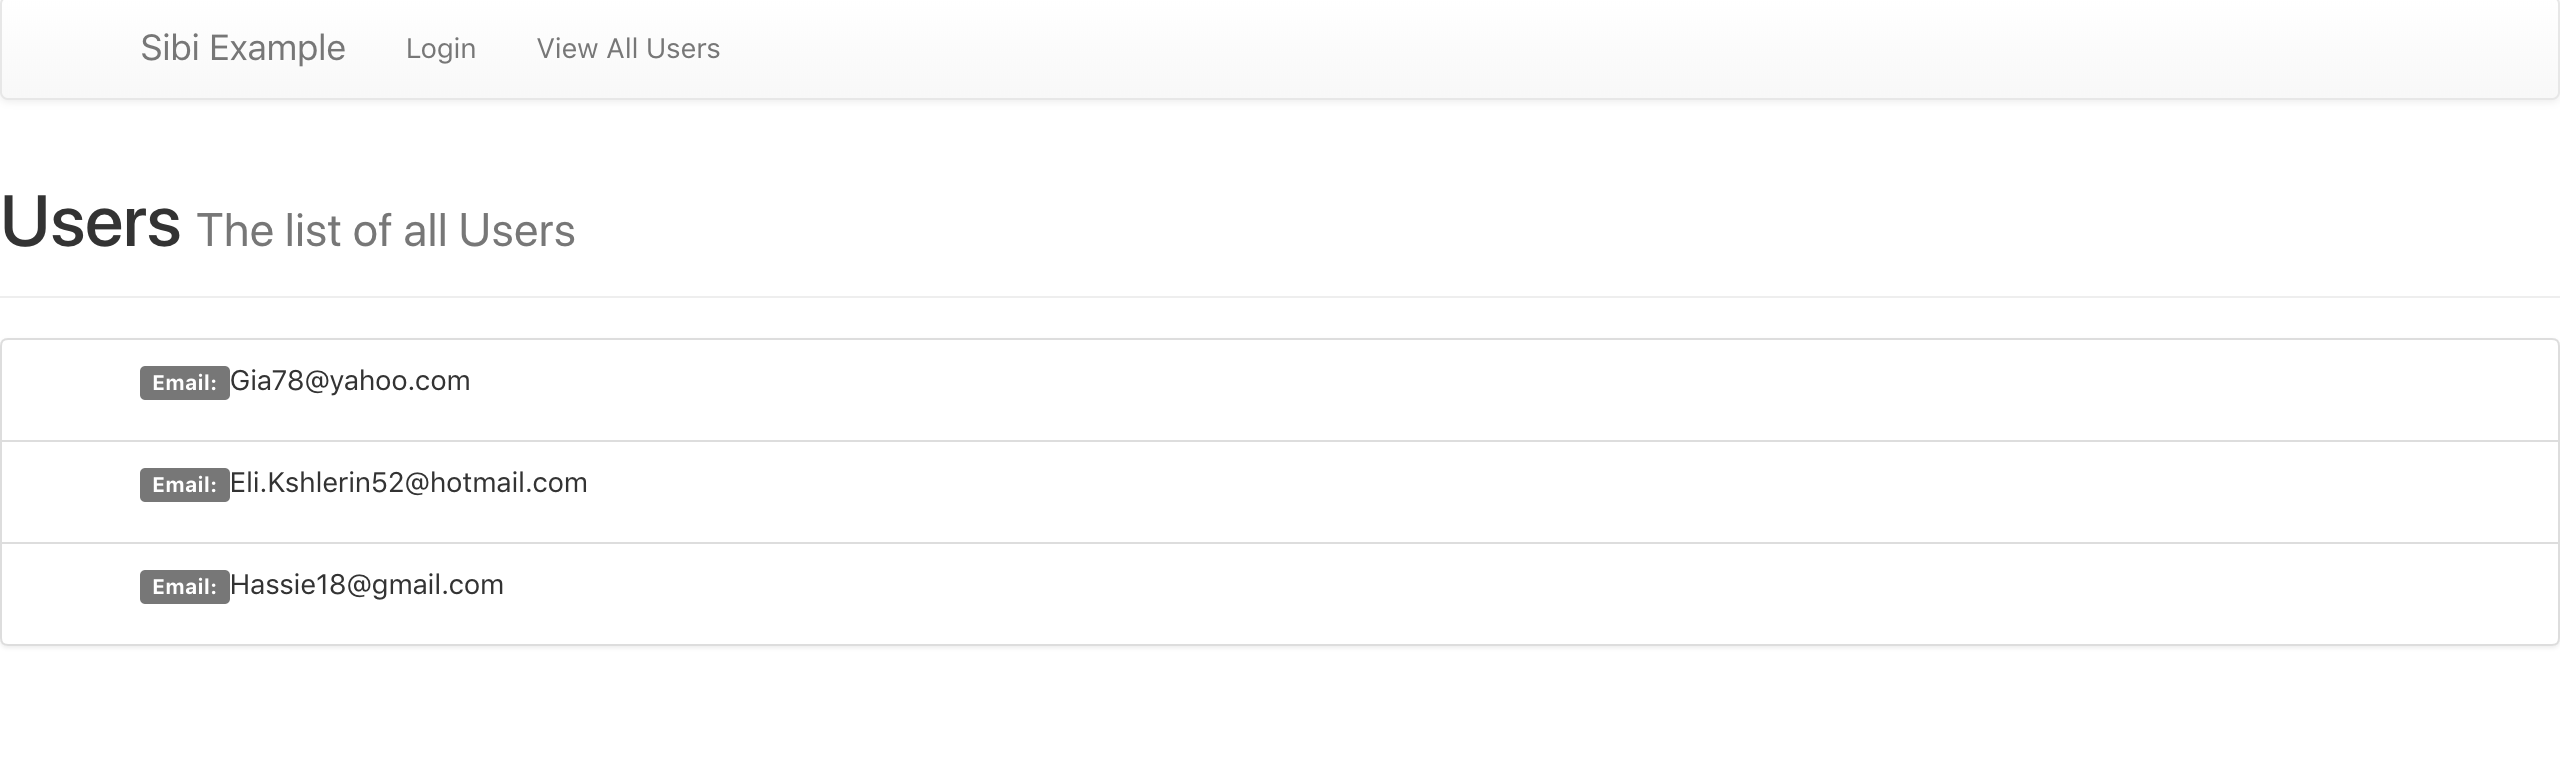 Sibi Example Login View All Users
Users The list of all Users
Email: Gia78@yahoo.com
Email: Eli.Kshlerin52@hotmail.com
Email: Hassie18@gmail.com